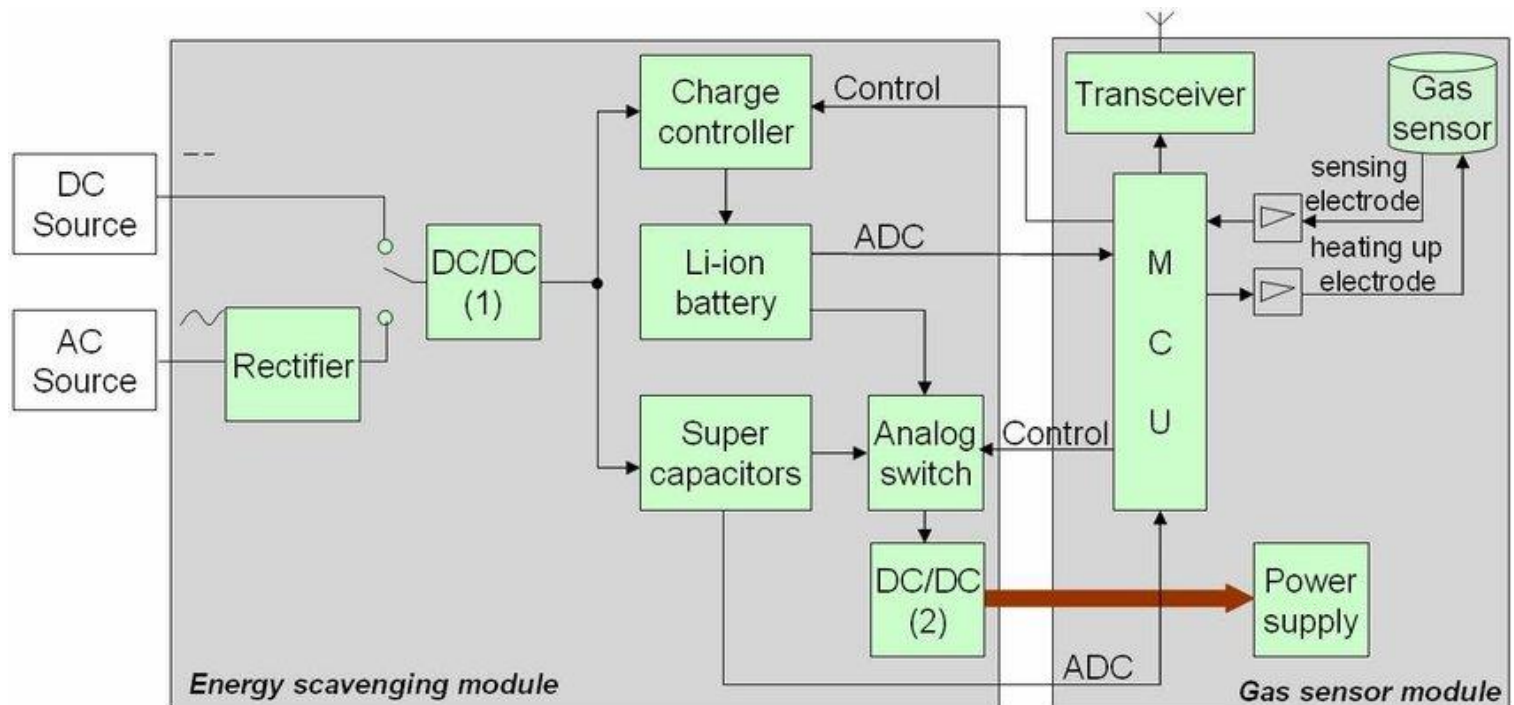 Charge
controller
Control
Transceiver
Gas
sensor
DC
Source
sensing
electrode
DC/DC
(1)
Li-ion
battery
ADC
M
C
U
heating up
electrode
AC
Source
Rectifier
Super
capacitors
Analog
switch
Control
DC/DC
(2)
Power
supply
ADC
Energy scavenging module
Gas sensor module